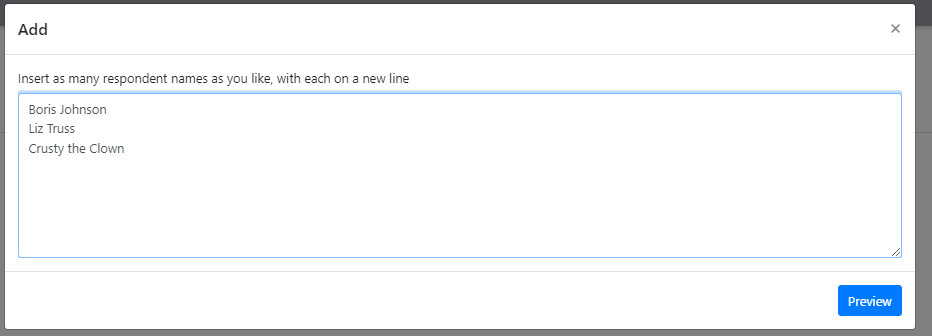 Add
×
Insert as many respondent names as you like, with each on a new line
Boris Johnson
Liz Truss
Crusty the Clown
Preview